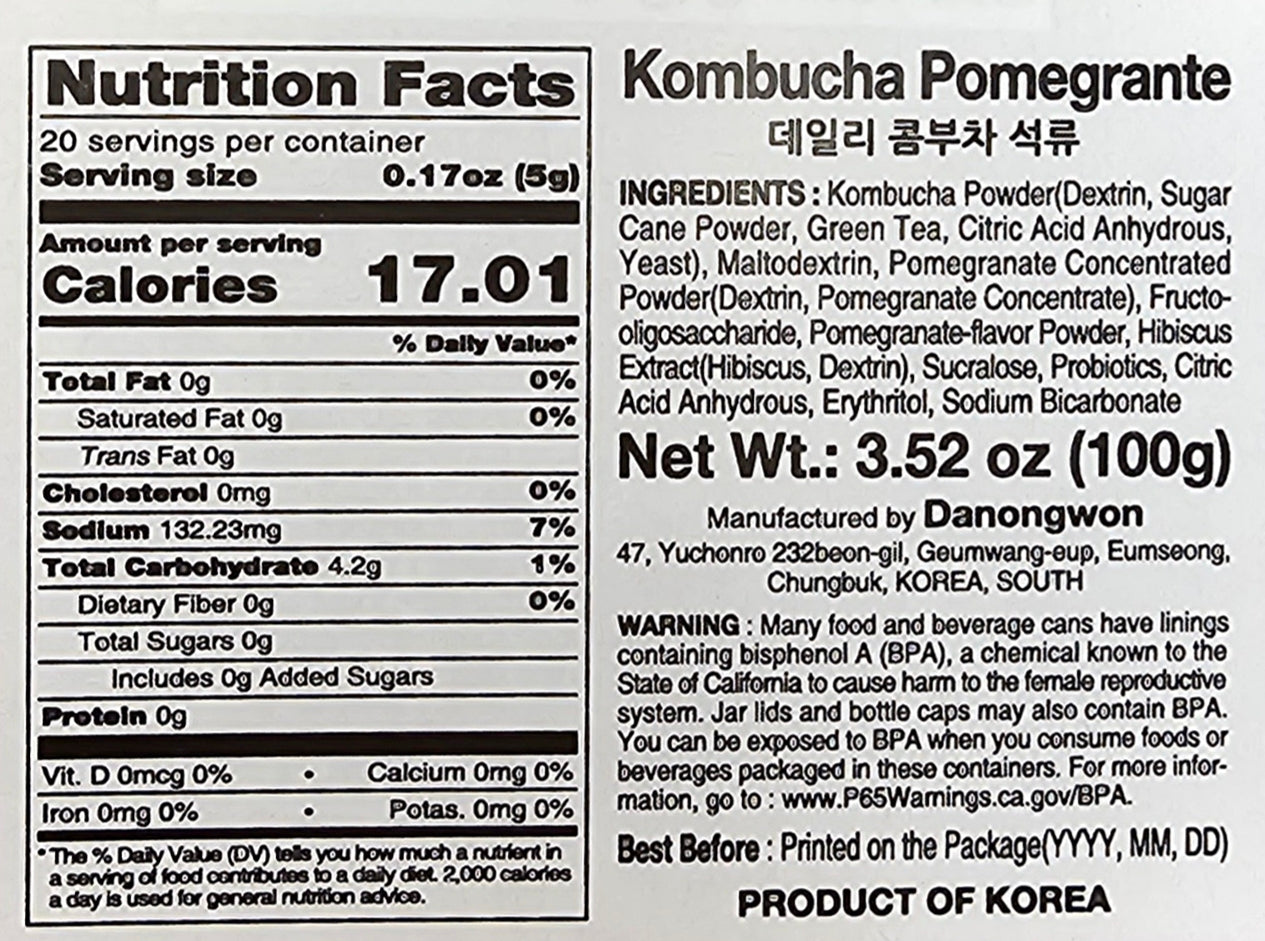 Nutrition Facts
20 servings per container
Serving size 0.17oz (5g)
Amount per serving
Calories 17.01
% Daily Value*
Total Fat 0g 0%
Saturated Fat 0g 0%
Trans Fat 0g
Cholesterol 0mg 0%
Sodium 132.23mg 7%
Total Carbohydrate 4.2g 1%
Dietary Fiber 0g 0%
Total Sugars 0g
Includes 0g Added Sugars
Protein 0g
Vit. D 0mcg 0% • Calcium 0mg 0%
Iron 0mg 0% • Potas. 0mg 0%
*The % Daily Value (DV) tells you how much a nutrient in
a serving of food contributes to a daily diet. 2,000 calories
a day is used for general nutrition advice.
Kombucha Pomegrante
데일리 콤부차 석류
INGREDIENTS : Kombucha Powder(Dextrin, Sugar
Cane Powder, Green Tea, Citric Acid Anhydrous,
Yeast), Maltodextrin, Pomegranate Concentrated
Powder(Dextrin, Pomegranate Concentrate), Fructo-
oligosaccharide, Pomegranate-flavor Powder, Hibiscus
Extract(Hibiscus, Dextrin), Sucralose, Probiotics, Citric
Acid Anhydrous, Erythritol, Sodium Bicarbonate
Net Wt.: 3.52 oz (100g)
Manufactured by Danongwon
47, Yuchonro 232beon-gil, Geumwang-eup, Eumseong,
Chungbuk, KOREA, SOUTH
WARNING : Many food and beverage cans have linings
containing bisphenol A (BPA), a chemical known to the
State of California to cause harm to the female reproductive
system. Jar lids and bottle caps may also contain BPA.
You can be exposed to BPA when you consume foods or
beverages packaged in these containers. For more infor-
mation, go to : www.P65Warnings.ca.gov/BPA.
Best Before : Printed on the Package(YYYY, MM, DD)
PRODUCT OF KOREA